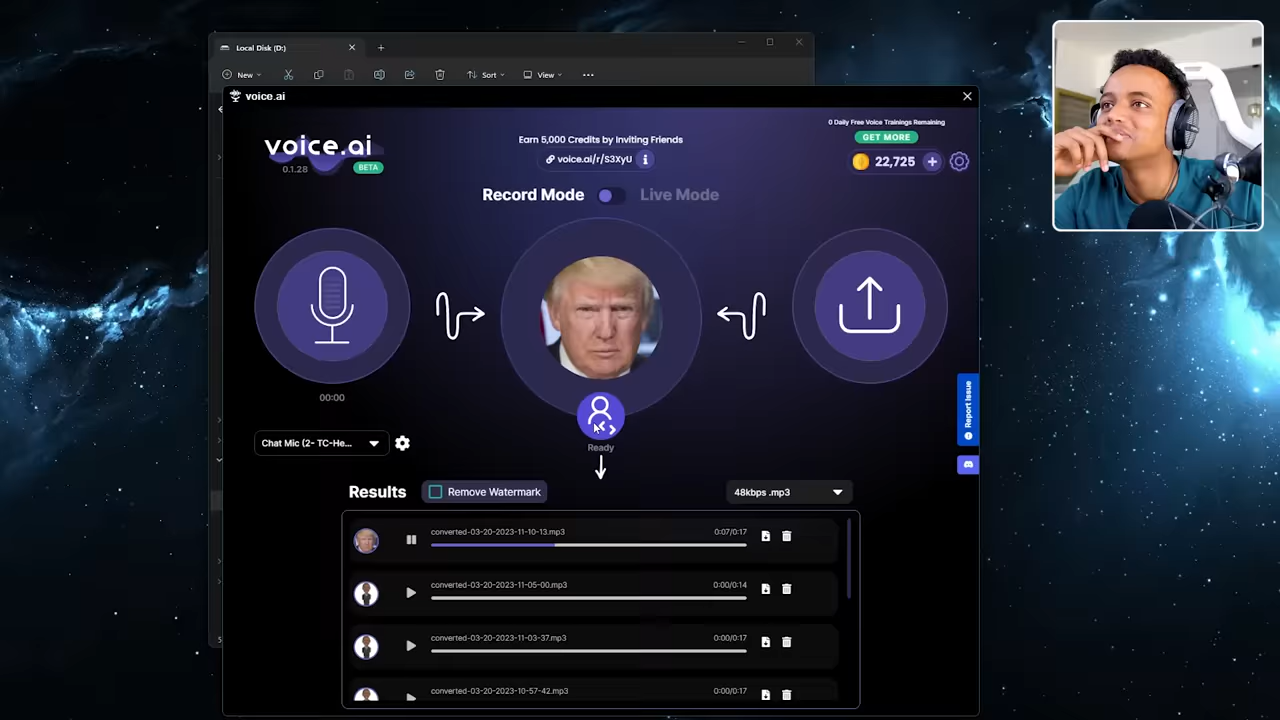 Local Disk (D:)
New
Sort
View
voice.ai
voice.ai
0.1.28
BETA
Earn 5,000 Credits by Inviting Friends
voice.ai/r/S3XyU
0 Daily Free Voice Trainings Remaining
GET MORE
22,725
Record Mode
Live Mode
00:00
Ready
Chat Mic (2- TC-He...
Report Issue
Results
Remove Watermark
48kbps .mp3
converted-03-20-2023-11-10-13.mp3 0:07/0:17
converted-03-20-2023-11-05-00.mp3 0:00/0:14
converted-03-20-2023-11-03-37.mp3 0:00/0:17
converted-03-20-2023-10-57-42.mp3 0:00/0:17